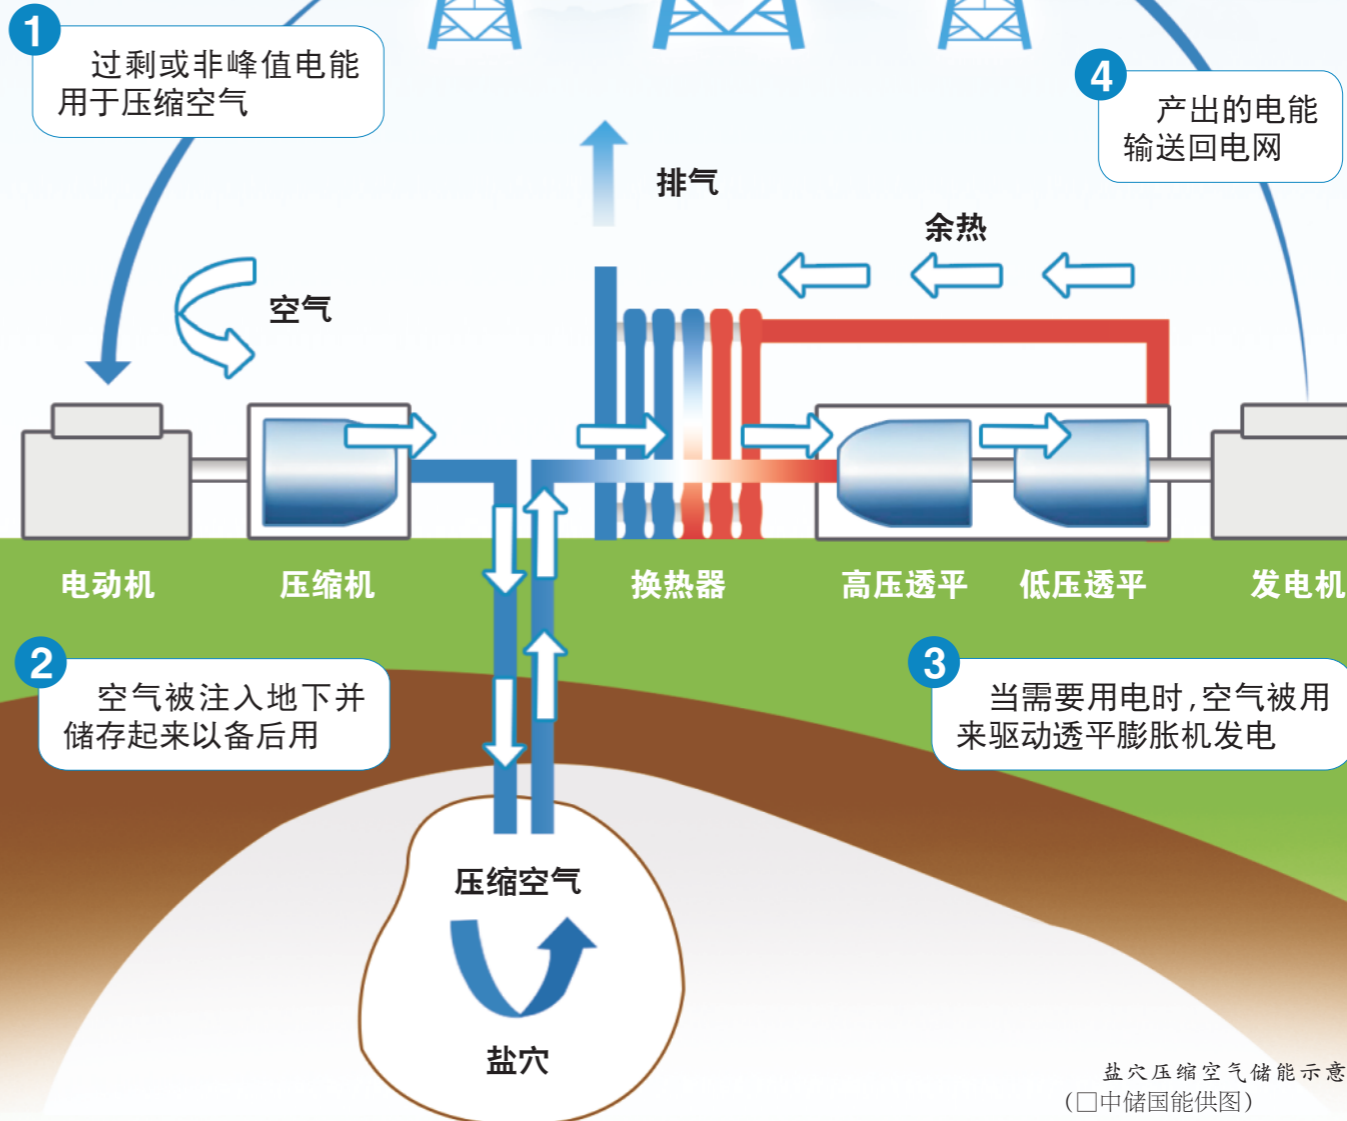 1
过剩或非峰值电能
用于压缩空气
4
产出的电能
输送回电网
排气
余热
空气
电动机
压缩机
换热器
高压透平
低压透平
发电机
2
空气被注入地下并
储存起来以备后用
3
当需要用电时,空气被用
来驱动透平膨胀机发电
压缩空气
盐穴
盐穴压缩空气储能示意
(□中储国能供图)